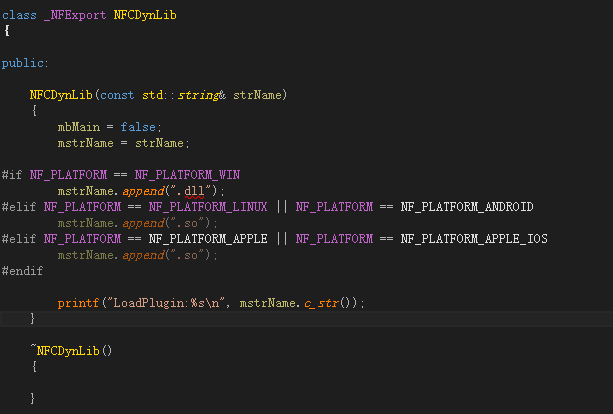 class _NFExport NFCDynLib
{
public:
NFCDynLib(const std::string& strName)
{
mbMain = false;
mstrName = strName;
#if NF_PLATFORM == NF_PLATFORM_WIN
mstrName.append(".dll");
#elif NF_PLATFORM == NF_PLATFORM_LINUX || NF_PLATFORM == NF_PLATFORM_ANDROID
mstrName.append(".so");
#elif NF_PLATFORM == NF_PLATFORM_APPLE || NF_PLATFORM == NF_PLATFORM_APPLE_IOS
mstrName.append(".so");
#endif
printf("LoadPlugin:%s\n", mstrName.c_str());
}
~NFCDynLib()
{
}